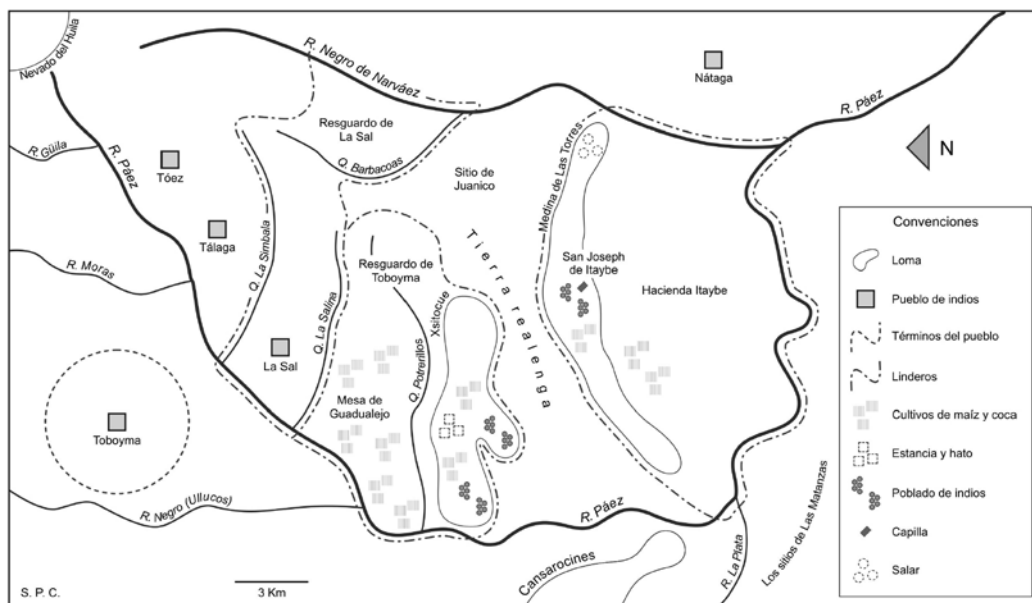 Nevado del Huila
R. Negro de Narváez
Nátaga
R. Páez
R. Güila
R. Páez
Tóez
Resguardo de
La Sal
Q. Barbacoas
Sitio de
Juanico
Medina de Las Torres
N
Tálaga
Q. La Simbala
R. Moras
Q. La Salina
Resguardo de
Toboyma
Xsitocue
Tierra realenga
San Joseph
de Itaybe
Hacienda Itaybe
La Sal
Q. Potrerillos
Mesa de
Guadualejo
Toboyma
R. Negro (Ullucos)
R. Páez
Cansarocines
R. La Plata
Los sitios de Las Matanzas
S. P. C.
3 Km
Convenciones
Loma
Pueblo de indios
Términos del pueblo
Linderos
Cultivos de maíz y coca
Estancia y hato
Poblado de indios
Capilla
Salar